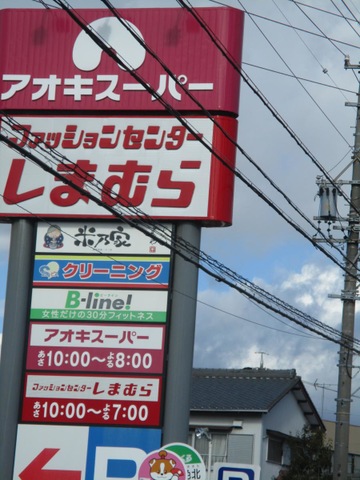 アオキスーパー
ファッションセンター
しまむら
米乃家
クリーニング
B-line!
女性だけの30分フィットネス
アオキスーパー
あさ10:00〜よる8:00
ファッションセンターしまむら
あさ10:00〜よる7:00
P
P